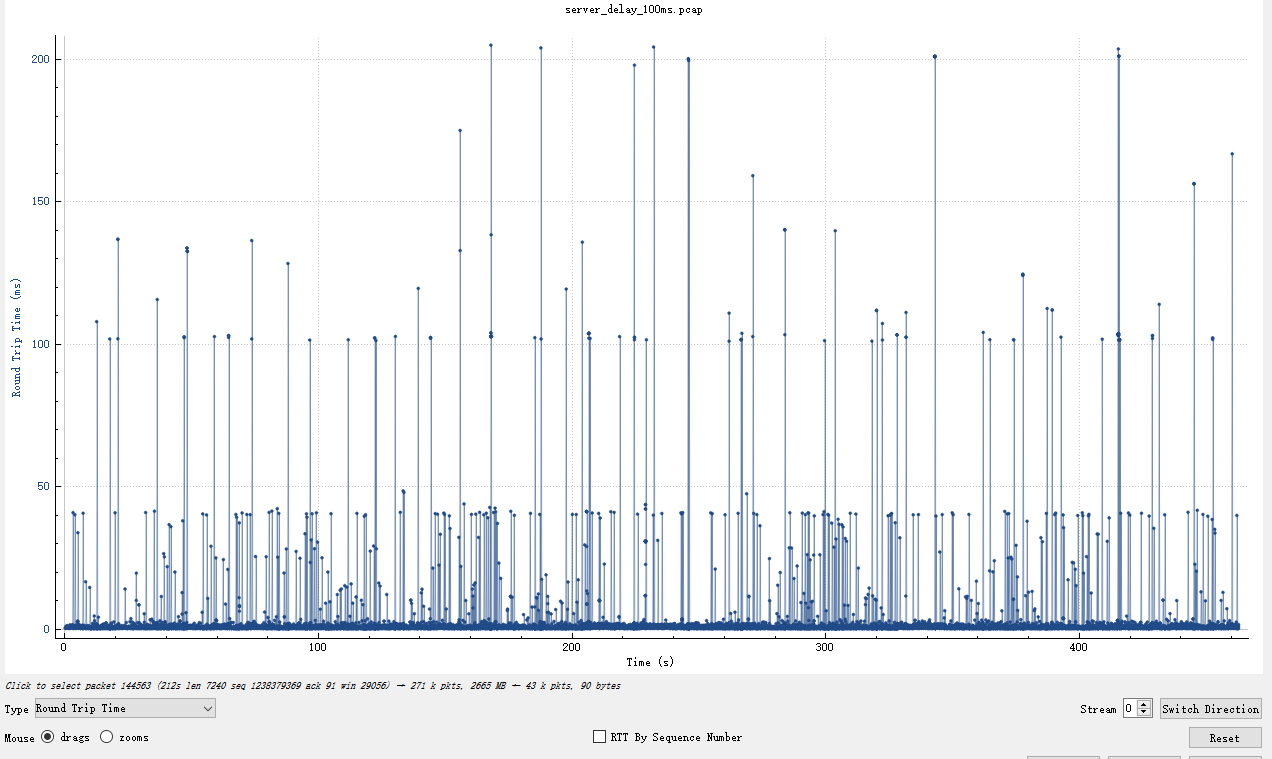 server_delay_100ms.pcap
200
150
100
50
0
Round Trip Time (ms)
0 100 200 300 400
Time (s)
Click to select packet 144563 (212s len 7240 seq 1238379369 ack 91 win 29056) → 271 k pkts, 2665 MB ← 43 k pkts, 90 bytes
Type Round Trip Time Stream 0 Switch Direction
Mouse drags zooms RTT By Sequence Number Reset